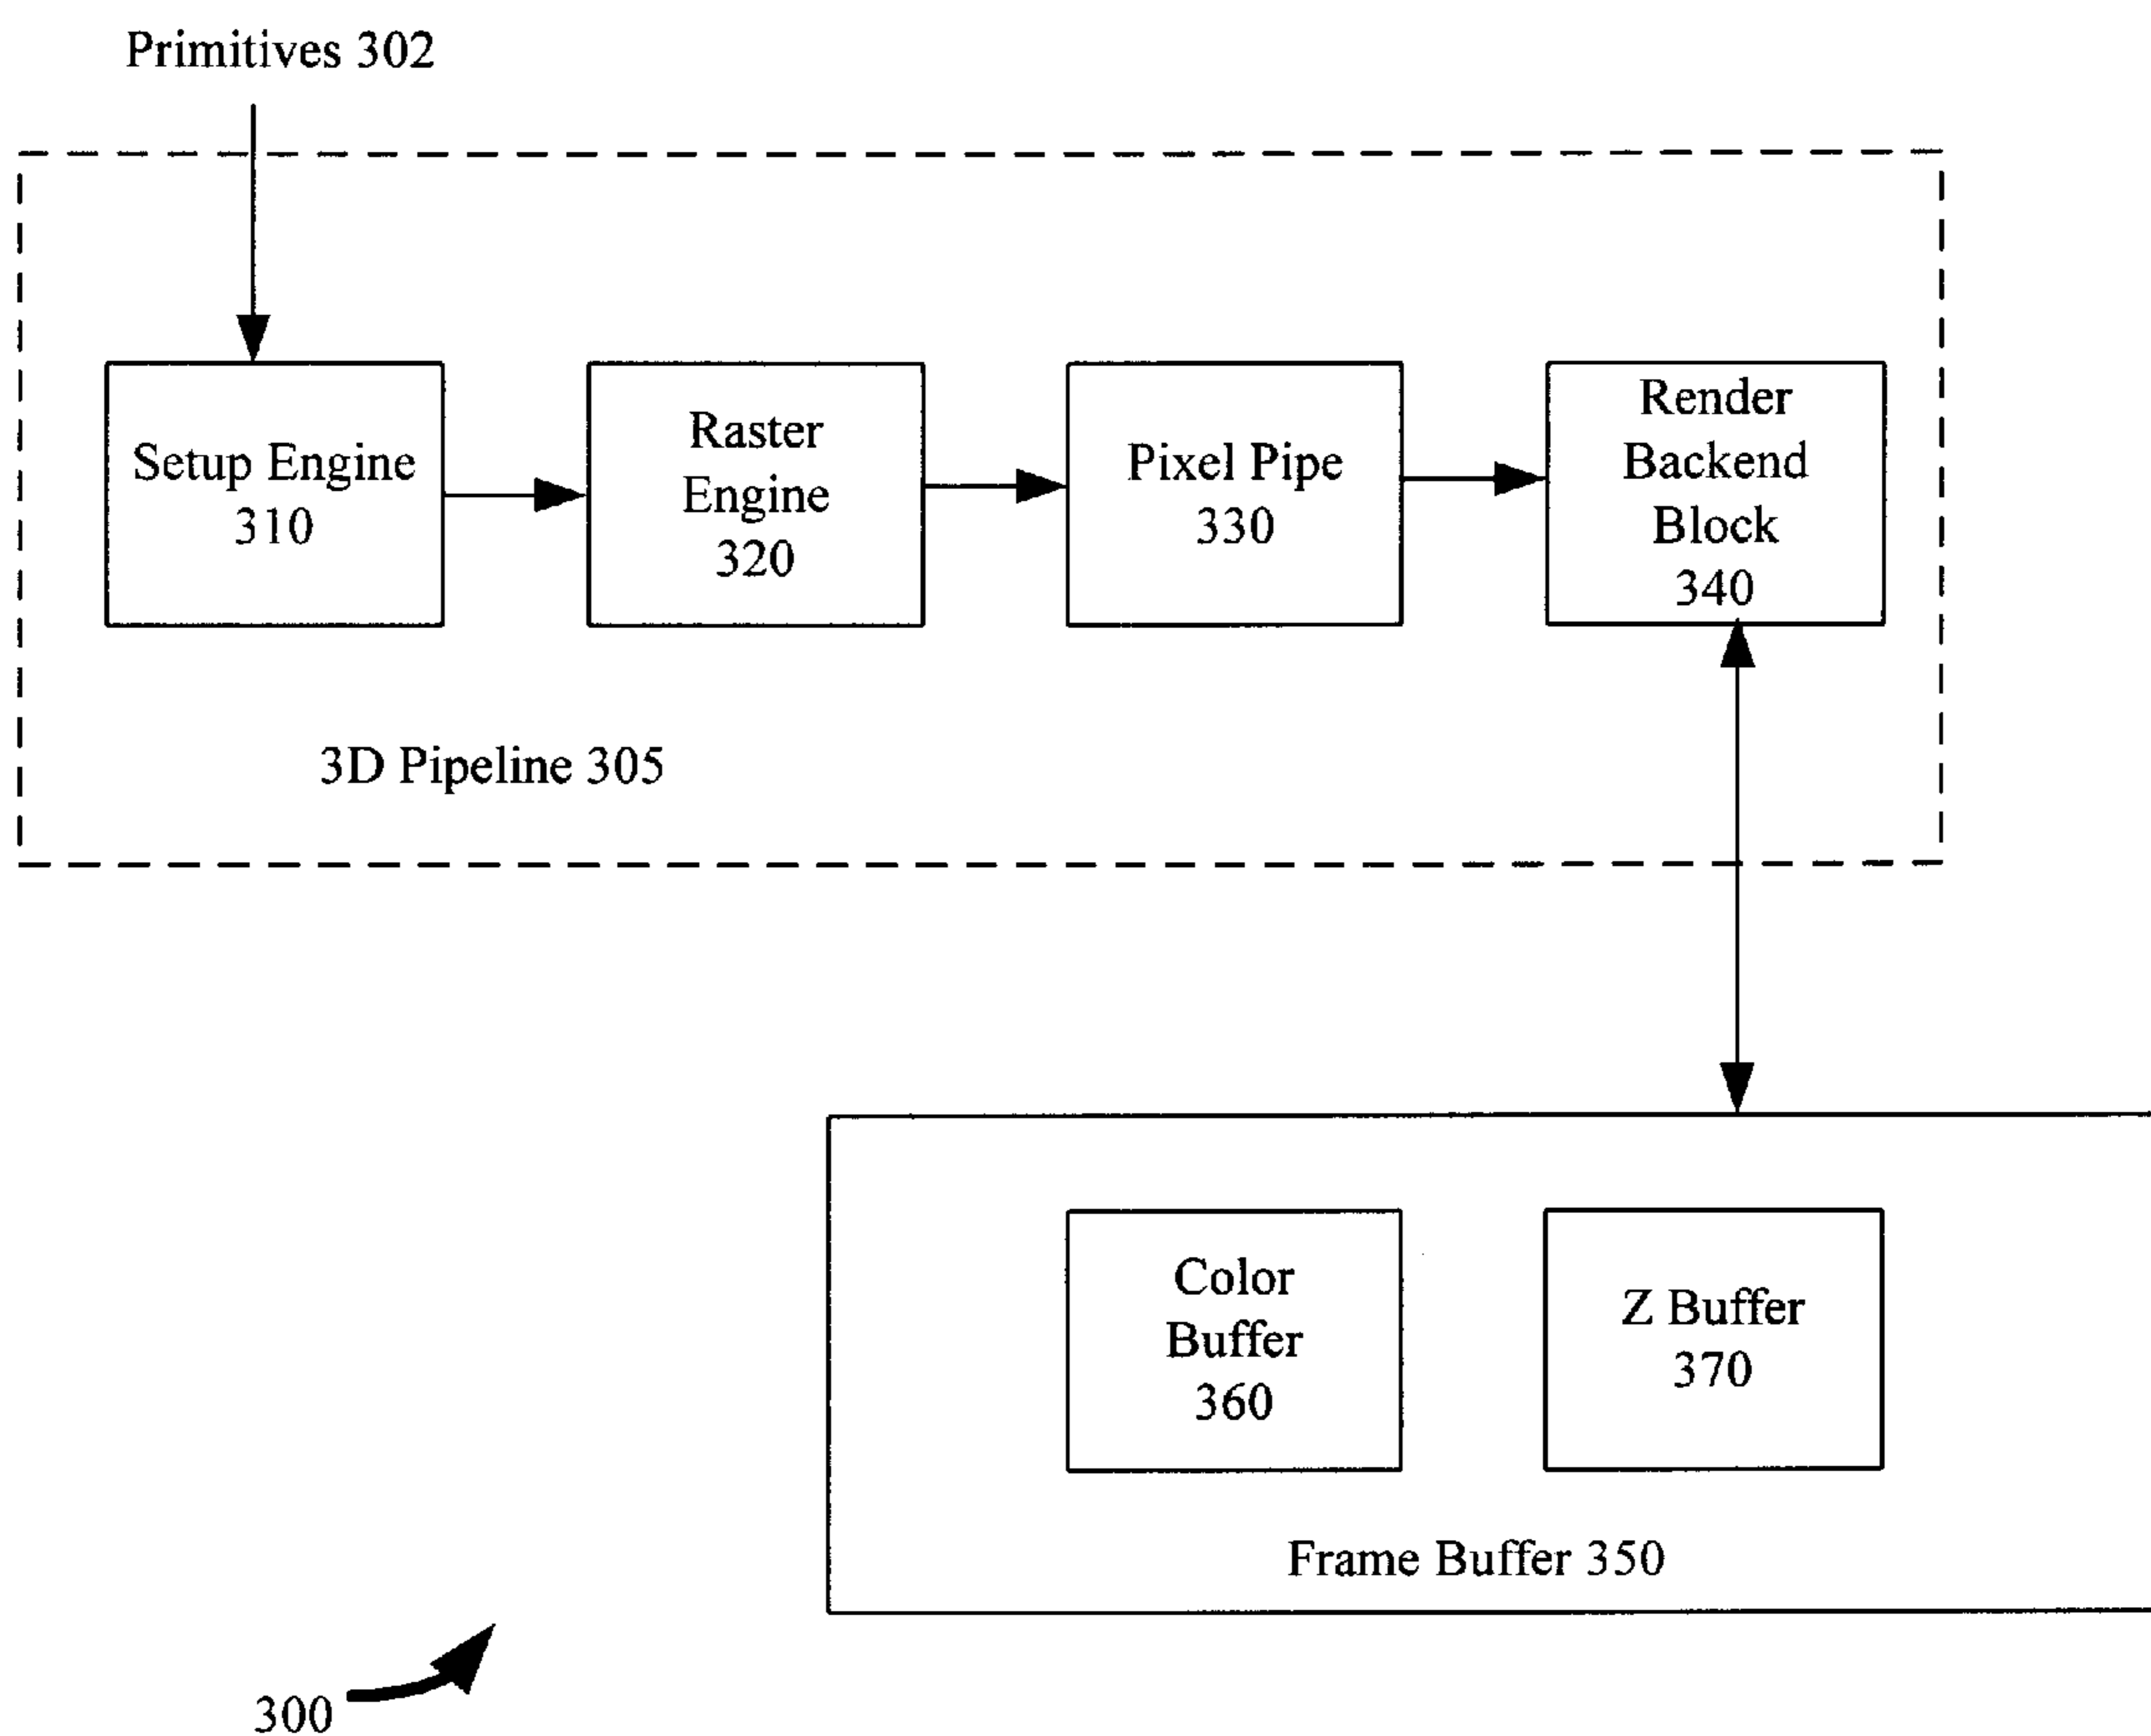 Primitives 302
Setup Engine
310
Raster
Engine
320
Pixel Pipe
330
Render
Backend
Block
340
3D Pipeline 305
Color
Buffer
360
Z Buffer
370
Frame Buffer 350
300